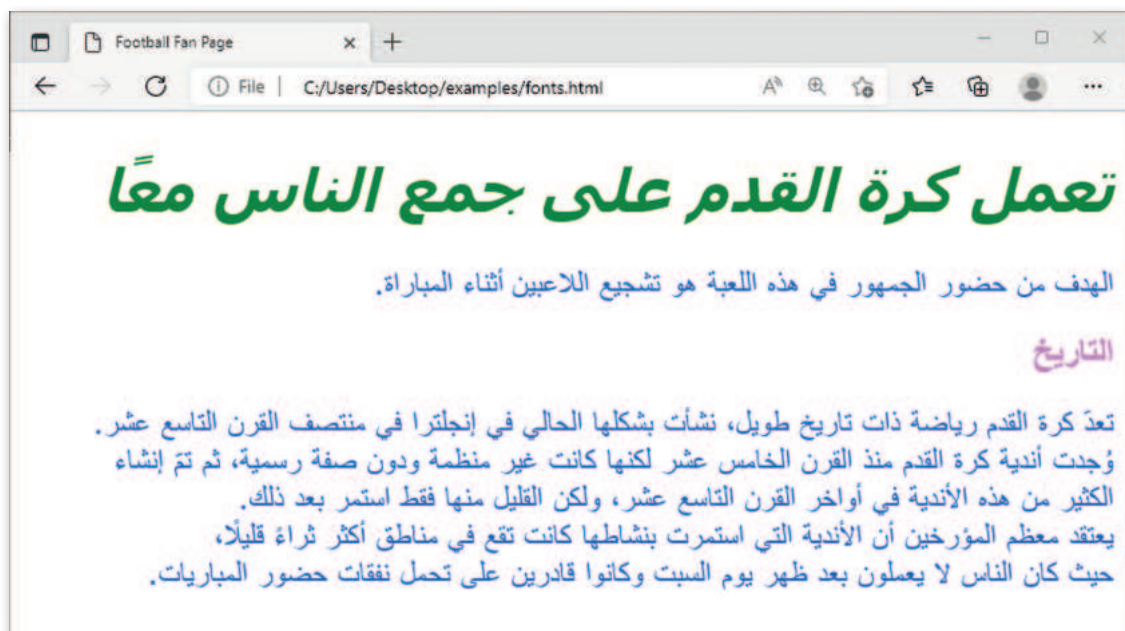 Football Fan Page
File | C:/Users/Desktop/examples/fonts.html
تعمل كرة القدم على جمع الناس معًا
الهدف من حضور الجمهور في هذه اللعبة هو تشجيع اللاعبين أثناء المباراة.
التاريخ
تعدّ كرة القدم رياضة ذات تاريخ طويل، نشأت بشكلها الحالي في إنجلترا في منتصف القرن التاسع عشر.
وُجدت أندية كرة القدم منذ القرن الخامس عشر لكنها كانت غير منظمة ودون صفة رسمية، ثم تمّ إنشاء
الكثير من هذه الأندية في أواخر القرن التاسع عشر، ولكن القليل منها فقط استمر بعد ذلك.
يعتقد معظم المؤرخين أن الأندية التي استمرت بنشاطها كانت تقع في مناطق أكثر ثراءً قليلًا،
حيث كان الناس لا يعملون بعد ظهر يوم السبت وكانوا قادرين على تحمل نفقات حضور المباريات.